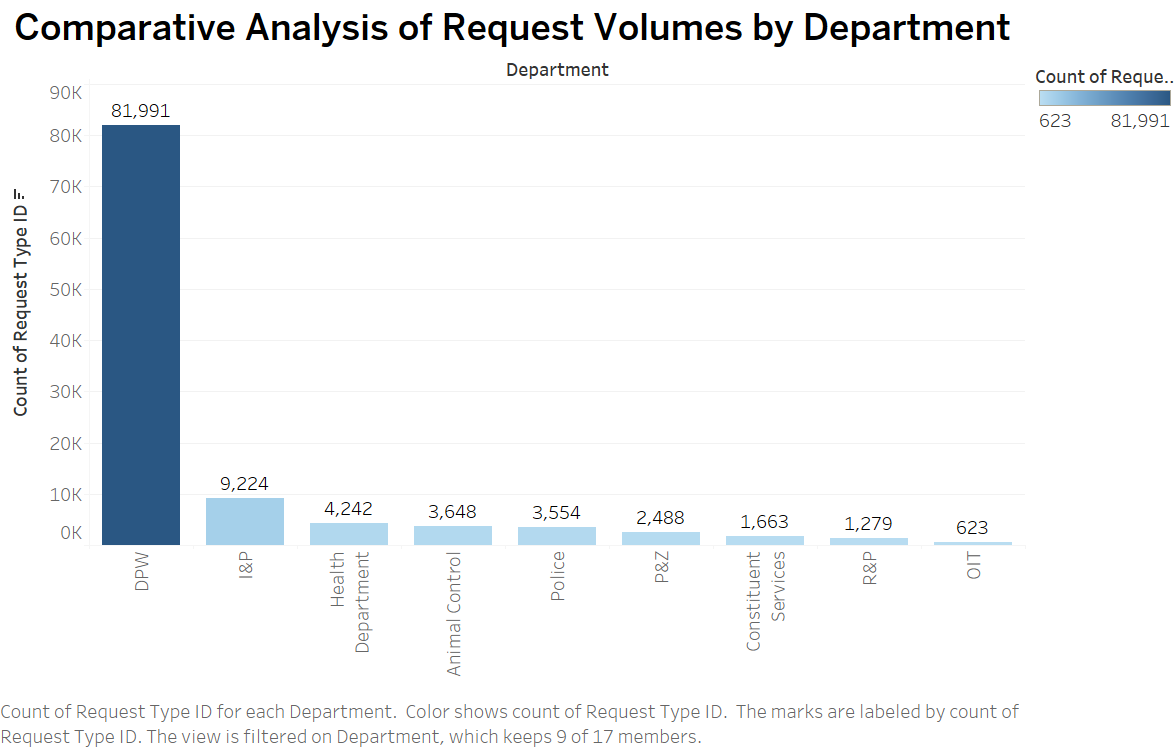 Comparative Analysis of Request Volumes by Department
Department
Count of Reque..
623 81,991
Count of Request Type ID
90K
80K
70K
60K
50K
40K
30K
20K
10K
0K
81,991
9,224
4,242
3,648
3,554
2,488
1,663
1,279
623
DPW
I&P
Health
Department
Animal Control
Police
P&Z
Constituent
Services
R&P
OIT
Count of Request Type ID for each Department.  Color shows count of Request Type ID.  The marks are labeled by count of
Request Type ID. The view is filtered on Department, which keeps 9 of 17 members.